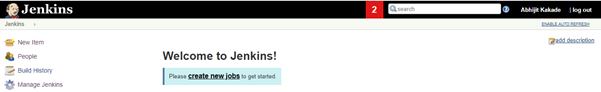 Jenkins
2
search
Abhijit Kakade
| log out
Jenkins
ENABLE AUTO REFRESH
New Item
People
Build History
Manage Jenkins
add description
Welcome to Jenkins!
Please create new jobs to get started.